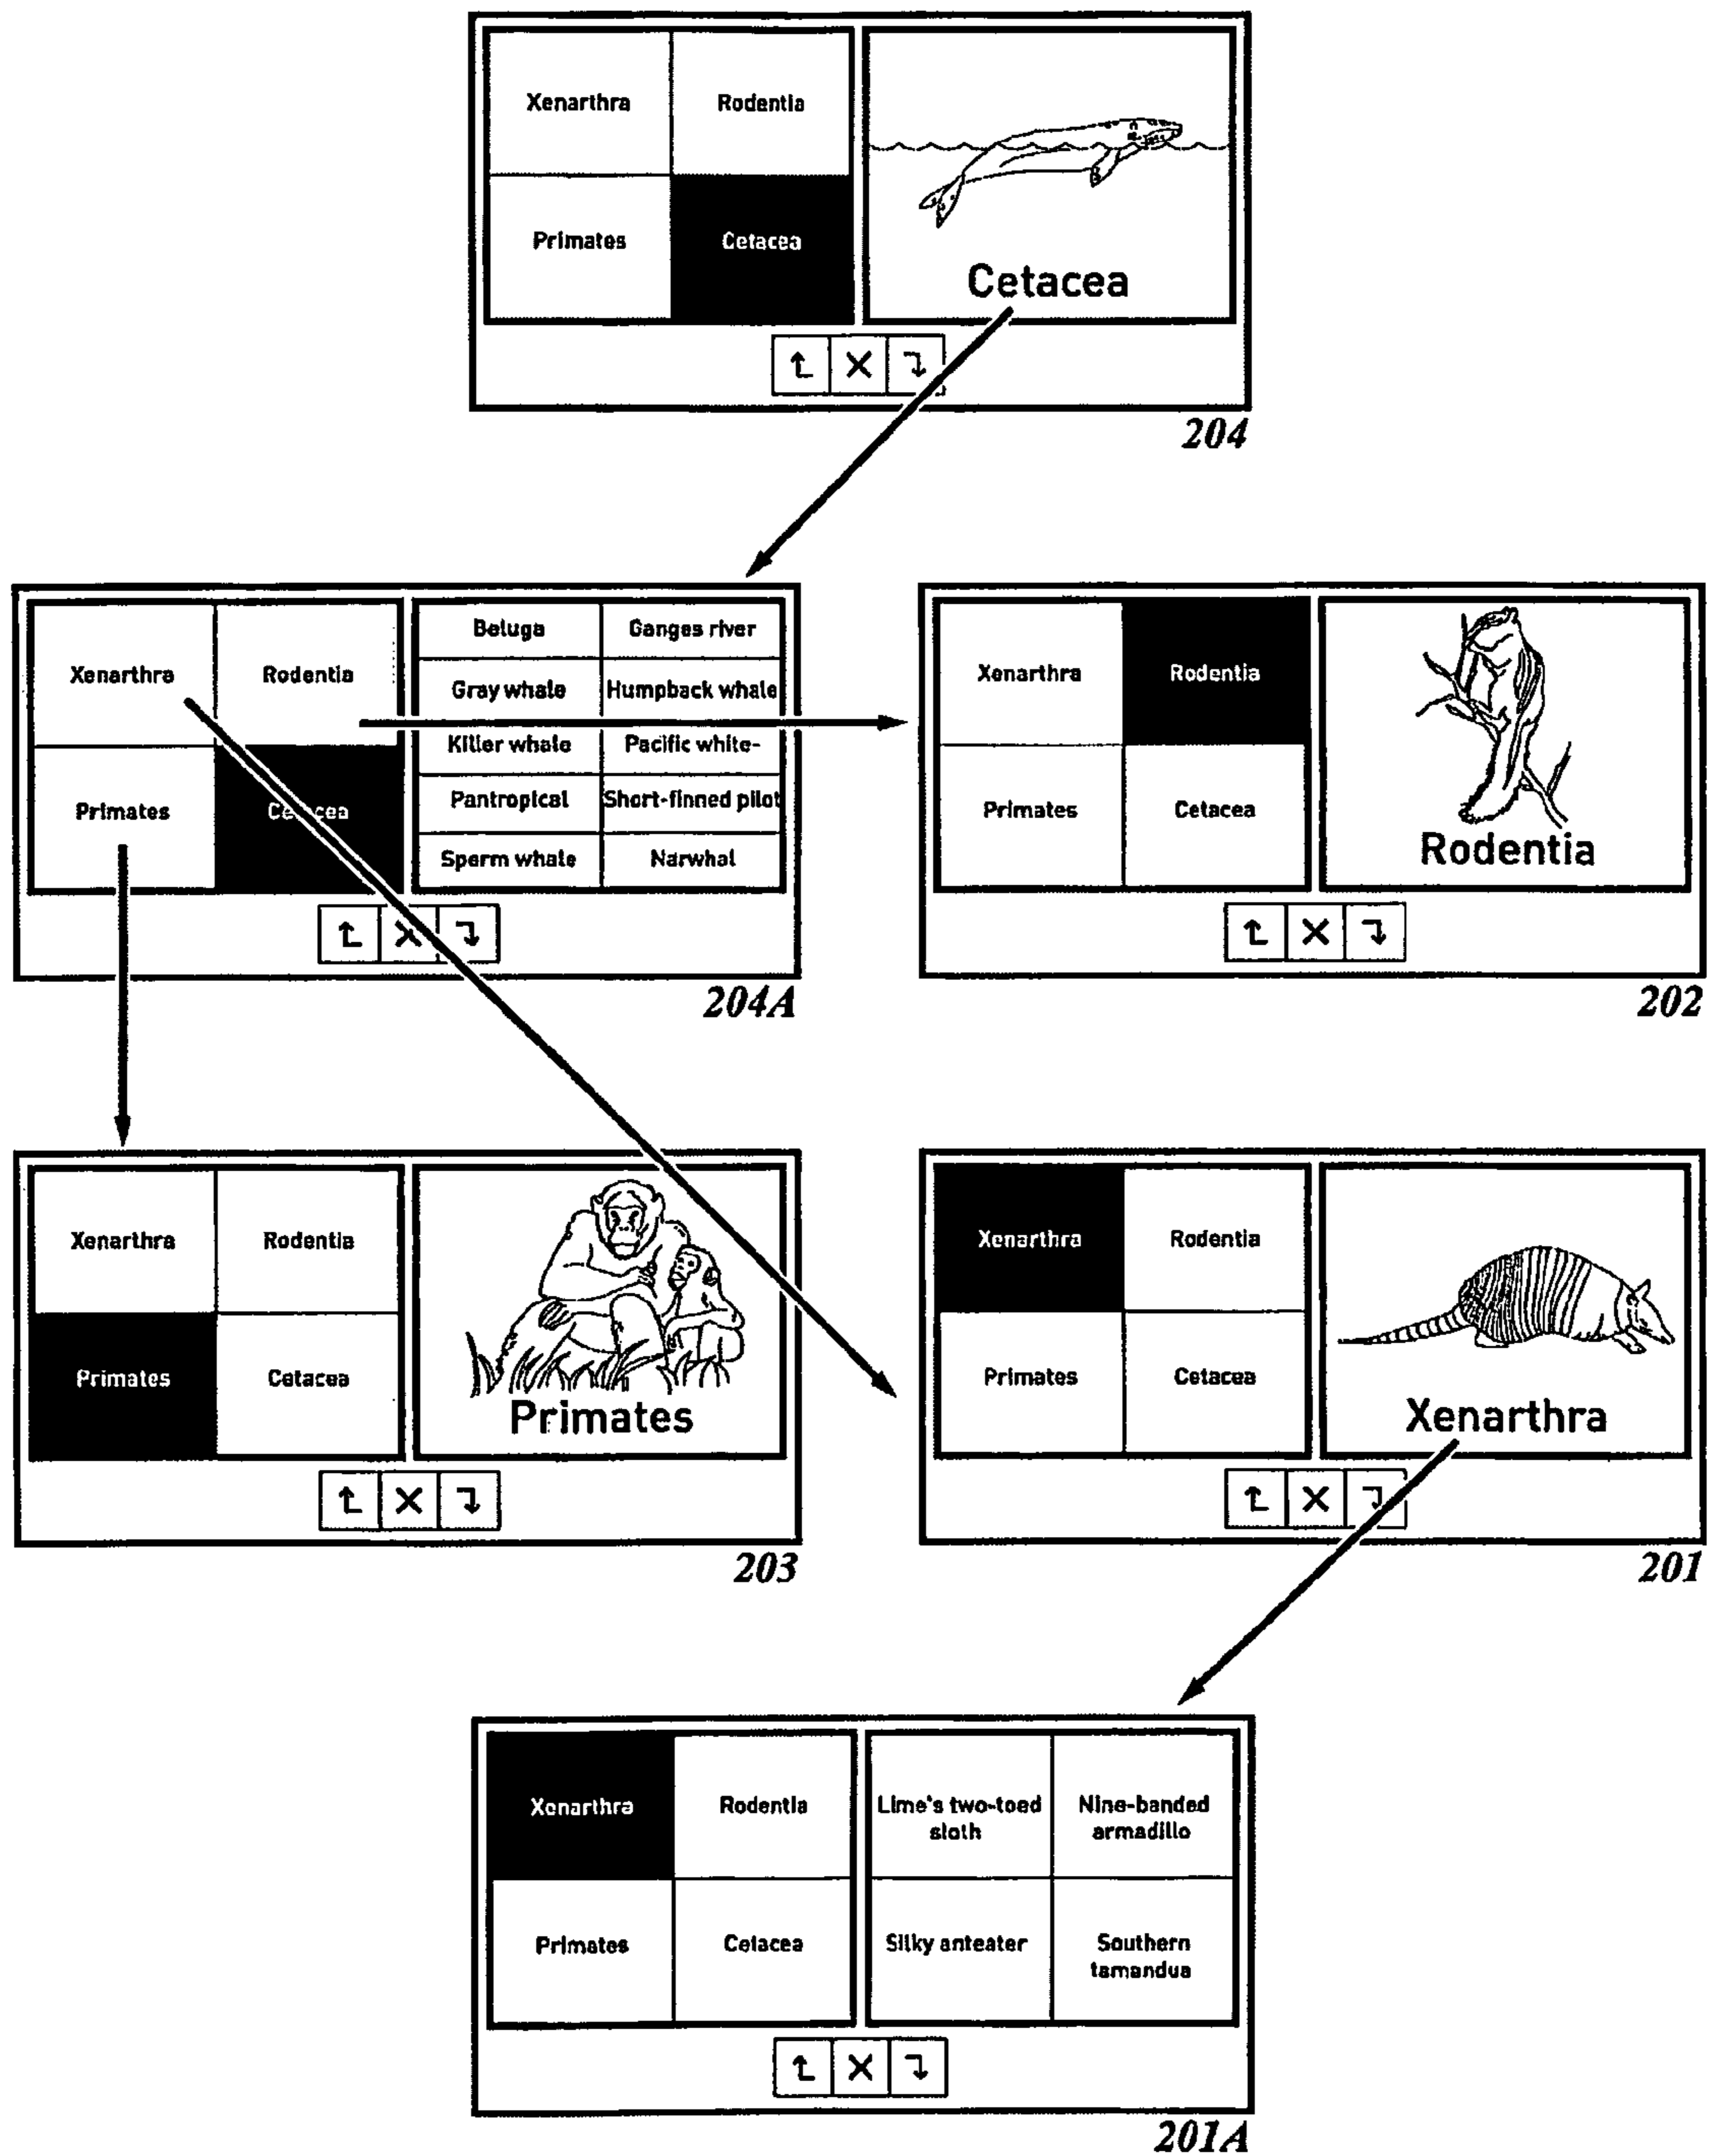 Xenarthra Rodentia
Primates Cetacea
Cetacea
204
Xenarthra Rodentia
Primates Cetacea
Beluga Ganges river
Gray whale Humpback whale
Killer whale Pacific white-
Pantropical Short-finned pilot
Sperm whale Narwhal
204A
Xenarthra Rodentia
Primates Cetacea
Rodentia
202
Xenarthra Rodentia
Primates Cetacea
Primates
203
Xenarthra Rodentia
Primates Cetacea
Xenarthra
201
Xenarthra Rodentia
Primates Cetacea
Lime's two-toed
sloth
Nine-banded
armadillo
Silky anteater
Southern
tamandua
201A